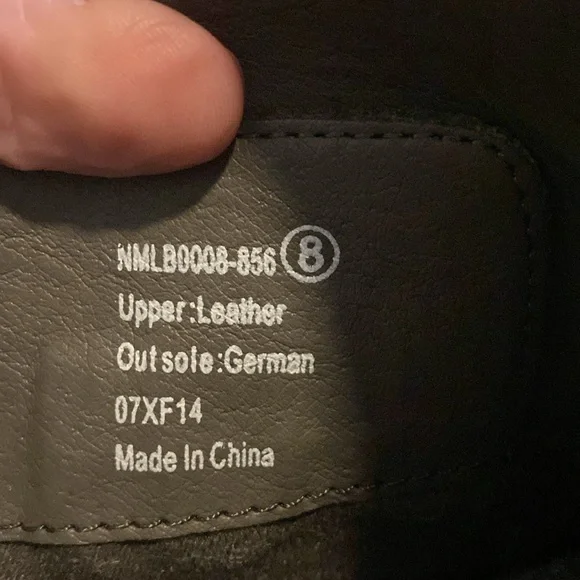 NMLB0008-856 8
Upper:Leather
Outsole:German
07XF14
Made In China